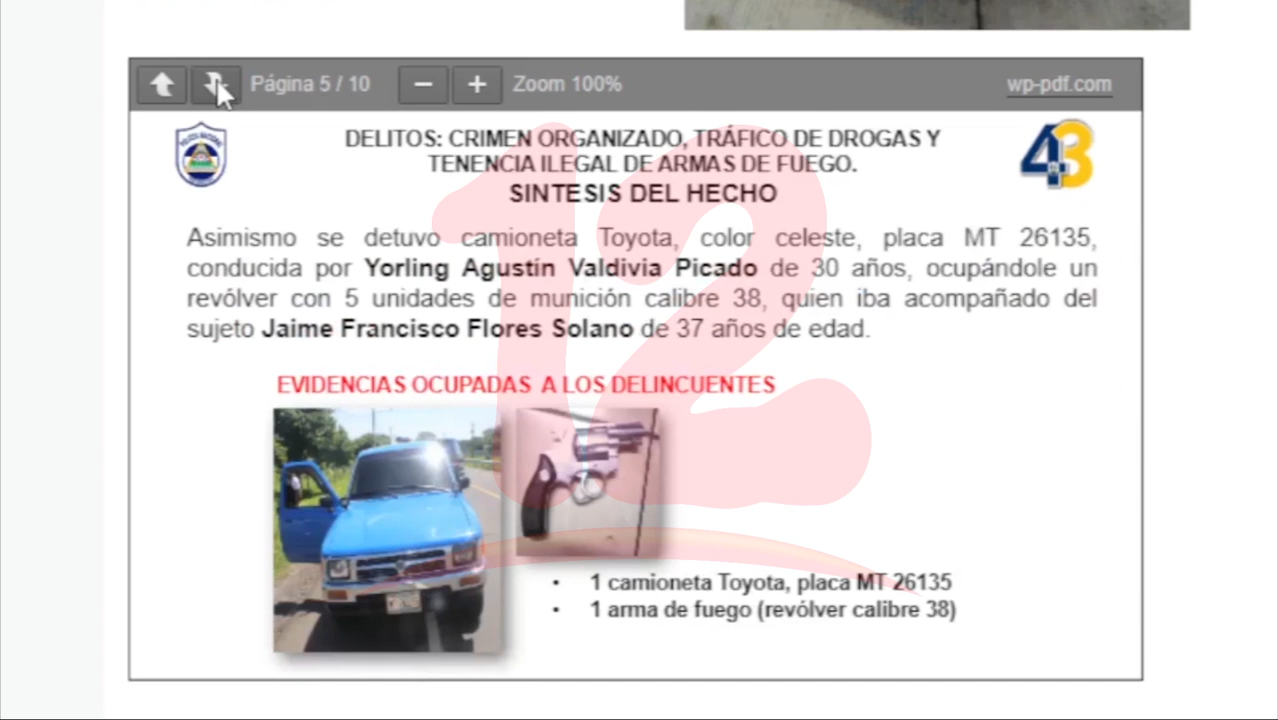 Página 5 / 10
Zoom 100%
wp-pdf.com
DELITOS: CRIMEN ORGANIZADO, TRÁFICO DE DROGAS Y
TENENCIA ILEGAL DE ARMAS DE FUEGO.
43
SINTESIS DEL HECHO
Asimismo se detuvo camioneta Toyota, color celeste, placa MT 26135,
conducida por Yorling Agustín Valdivia Picado de 30 años, ocupándole un
revólver con 5 unidades de munición calibre 38, quien iba acompañado del
sujeto Jaime Francisco Flores Solano de 37 años de edad.
12
EVIDENCIAS OCUPADAS A LOS DELINCUENTES
• 1 camioneta Toyota, placa MT 26135
• 1 arma de fuego (revólver calibre 38)